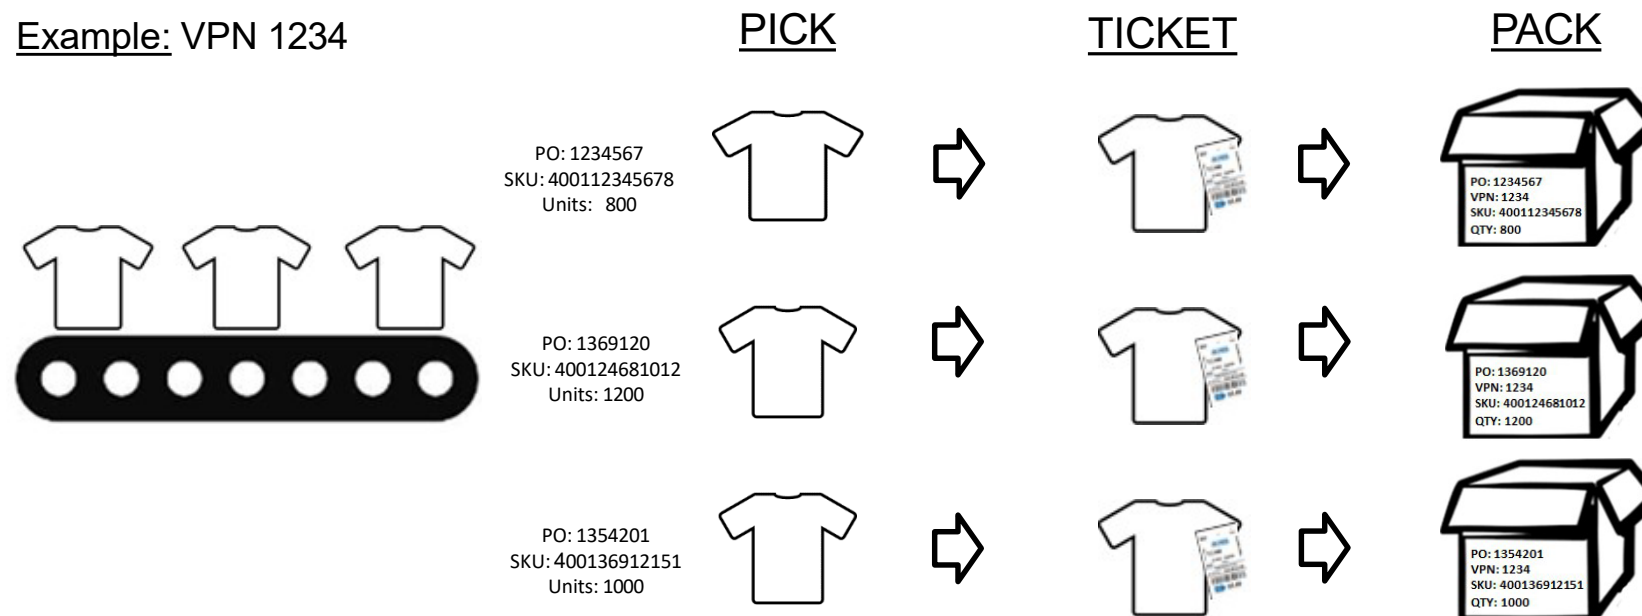 Example: VPN 1234
PICK
TICKET
PACK
PO: 1234567
SKU: 400112345678
Units: 800
PO: 1234567
VPN: 1234
SKU: 400112345678
QTY: 800
PO: 1369120
SKU: 400124681012
Units: 1200
PO: 1369120
VPN: 1234
SKU: 400124681012
QTY: 1200
PO: 1354201
SKU: 400136912151
Units: 1000
PO: 1354201
VPN: 1234
SKU: 400136912151
QTY: 1000